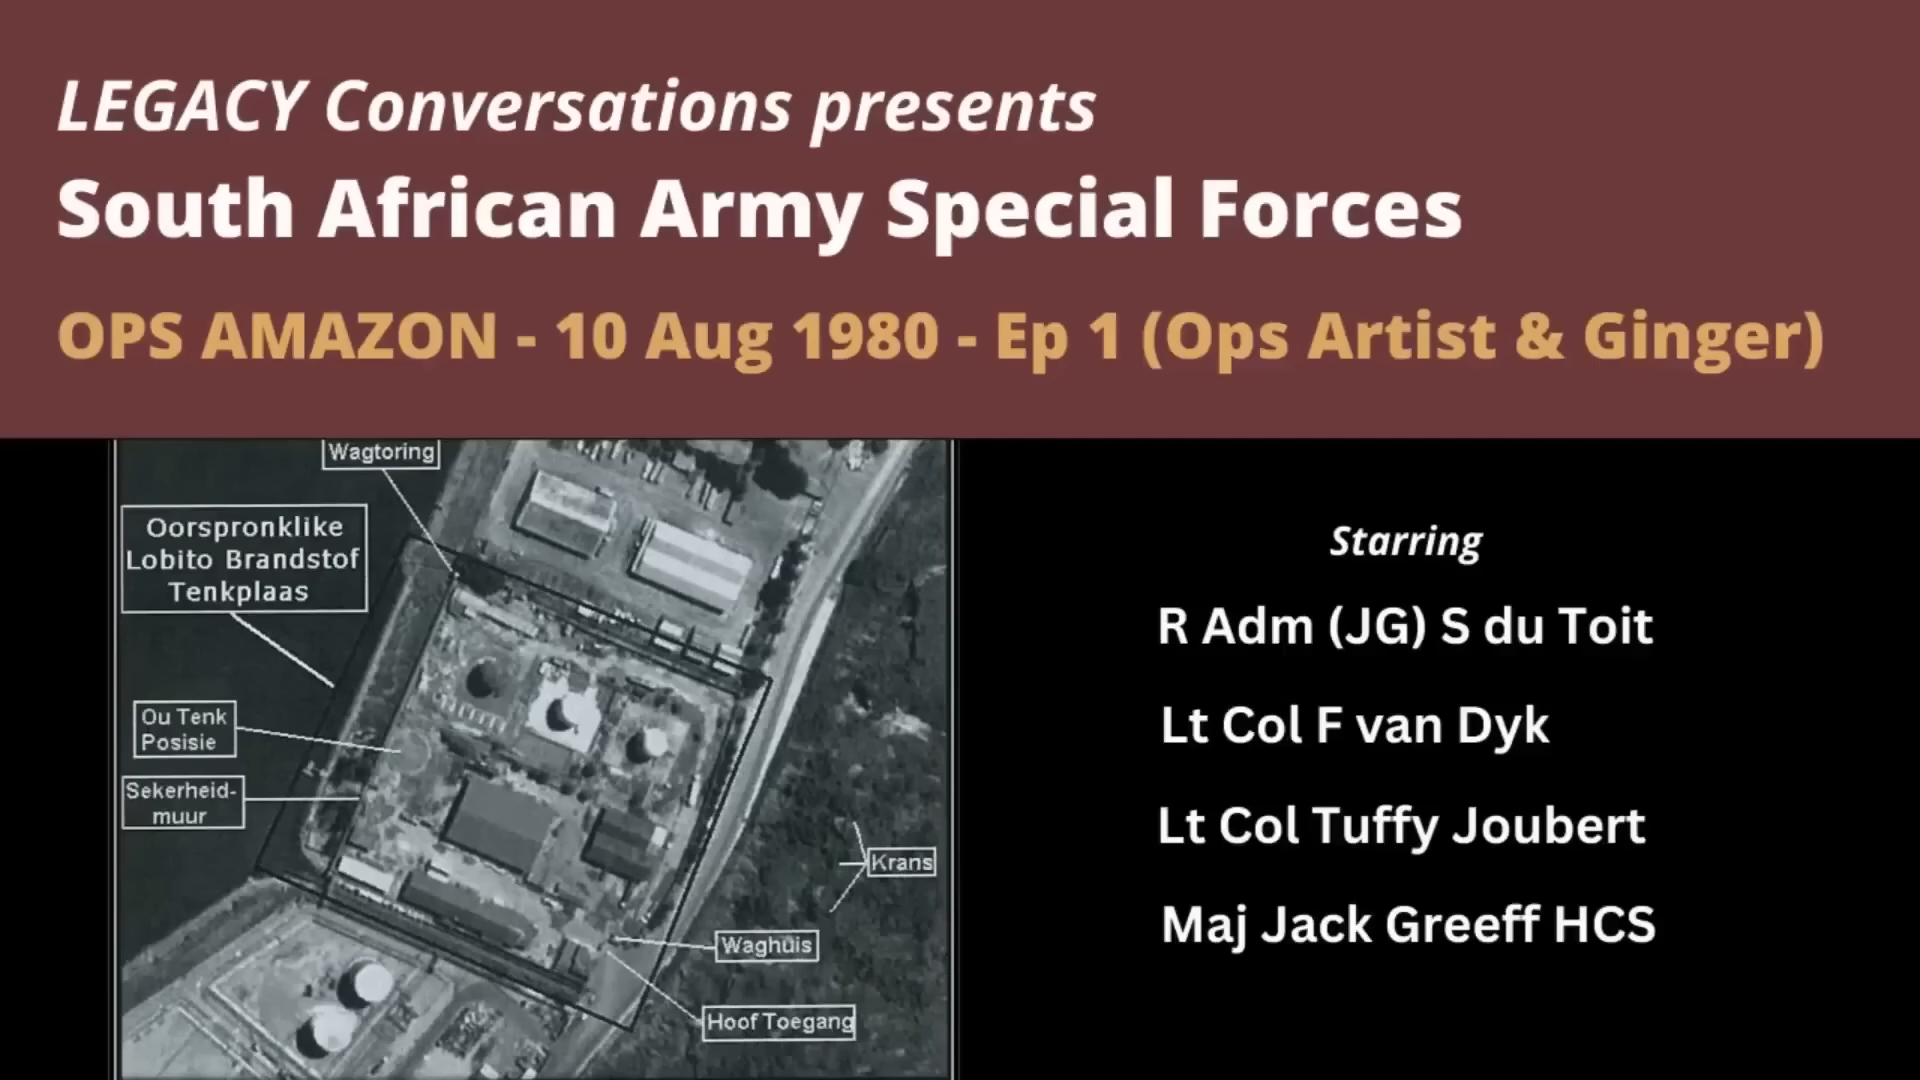 LEGACY Conversations presents
South African Army Special Forces
OPS AMAZON - 10 Aug 1980 - Ep 1 (Ops Artist & Ginger)
Wagtoring
Oorspronklike
Lobito Brandstof
Tenkplaas
Ou Tenk
Posisie
Sekerheid-
muur
Krans
Waghuis
Hoof Toegang
Starring
R Adm (JG) S du Toit
Lt Col F van Dyk
Lt Col Tuffy Joubert
Maj Jack Greeff HCS